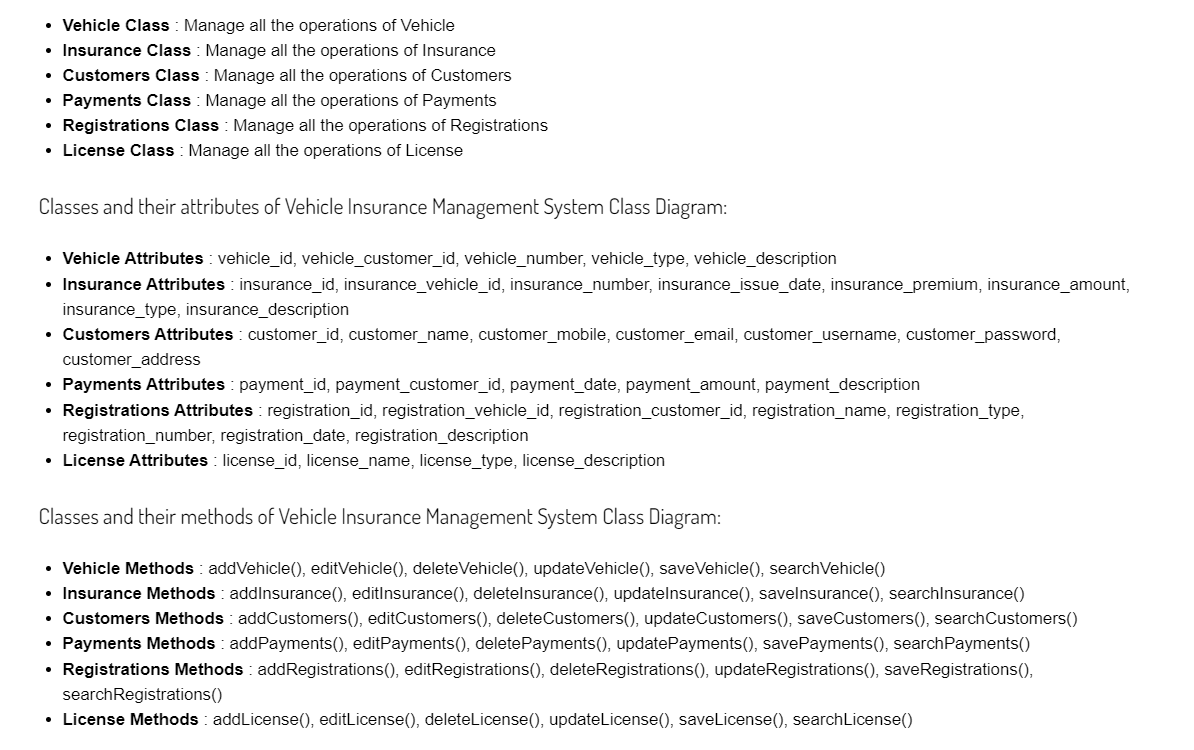 • Vehicle Class : Manage all the operations of Vehicle
• Insurance Class : Manage all the operations of Insurance
• Customers Class : Manage all the operations of Customers
• Payments Class : Manage all the operations of Payments
• Registrations Class : Manage all the operations of Registrations
• License Class : Manage all the operations of License
Classes and their attributes of Vehicle Insurance Management System Class Diagram:
• Vehicle Attributes : vehicle_id, vehicle_customer_id, vehicle_number, vehicle_type, vehicle_description
• Insurance Attributes : insurance_id, insurance_vehicle_id, insurance_number, insurance_issue_date, insurance_premium, insurance_amount,
insurance_type, insurance_description
• Customers Attributes : customer_id, customer_name, customer_mobile, customer_email, customer_username, customer_password,
customer_address
• Payments Attributes : payment_id, payment_customer_id, payment_date, payment_amount, payment_description
• Registrations Attributes : registration_id, registration_vehicle_id, registration_customer_id, registration_name, registration_type,
registration_number, registration_date, registration_description
• License Attributes : license_id, license_name, license_type, license_description
Classes and their methods of Vehicle Insurance Management System Class Diagram:
• Vehicle Methods : addVehicle(), editVehicle(), deleteVehicle(), updateVehicle(), saveVehicle(), searchVehicle()
• Insurance Methods : addInsurance(), editInsurance(), deleteInsurance(), updateInsurance(), saveInsurance(), searchInsurance()
• Customers Methods : addCustomers(), editCustomers(), deleteCustomers(), updateCustomers(), saveCustomers(), searchCustomers()
• Payments Methods : addPayments(), editPayments(), deletePayments(), updatePayments(), savePayments(), searchPayments()
• Registrations Methods : addRegistrations(), editRegistrations(), deleteRegistrations(), updateRegistrations(), saveRegistrations(),
searchRegistrations()
• License Methods : addLicense(), editLicense(), deleteLicense(), updateLicense(), saveLicense(), searchLicense()